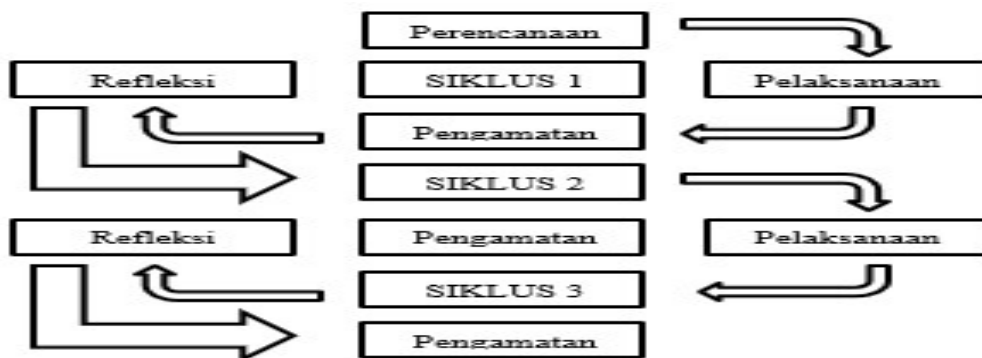 Perencanaan
Refleksi
SIKLUS 1
Pelaksanaan
Pengamatan
SIKLUS 2
Refleksi
Pengamatan
Pelaksanaan
SIKLUS 3
Pengamatan